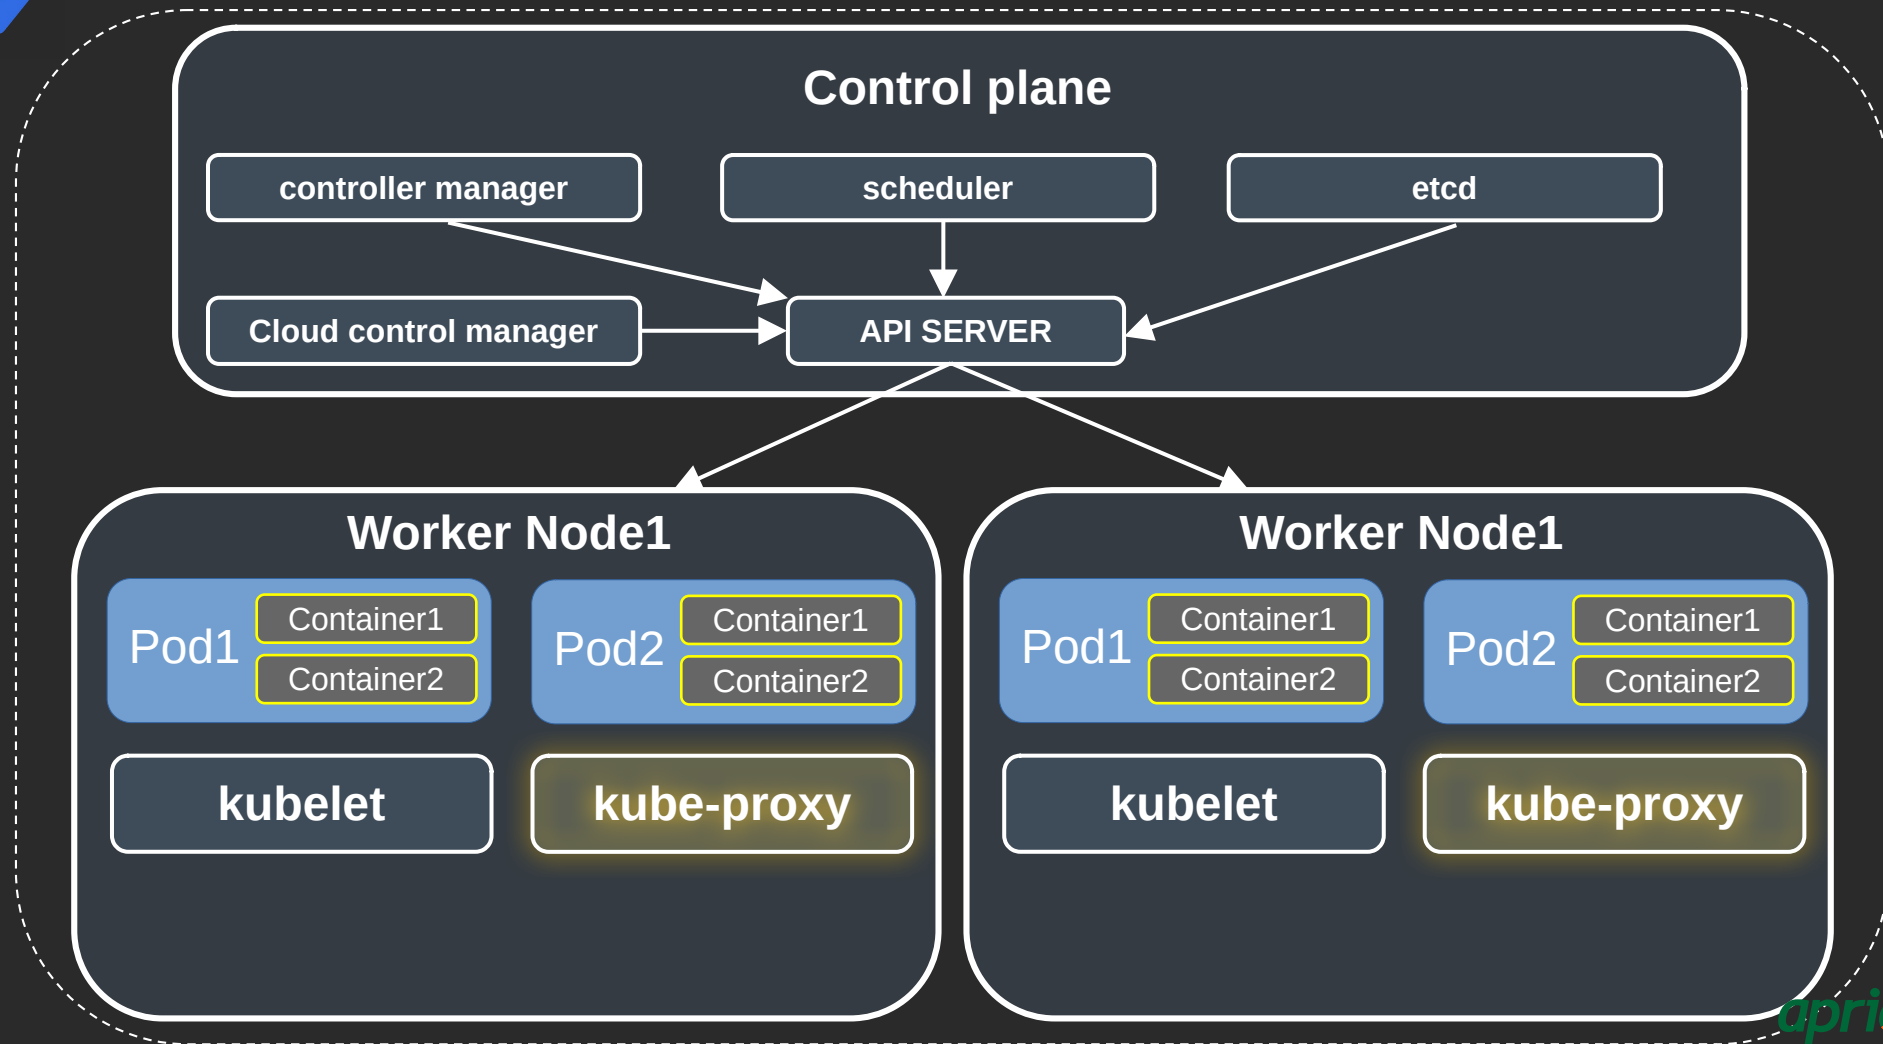 Control plane
controller manager
scheduler
etcd
Cloud control manager
API SERVER
Worker Node1
Pod1
Container1
Container2
Pod2
Container1
Container2
kubelet
kube-proxy
Worker Node1
Pod1
Container1
Container2
Pod2
Container1
Container2
kubelet
kube-proxy